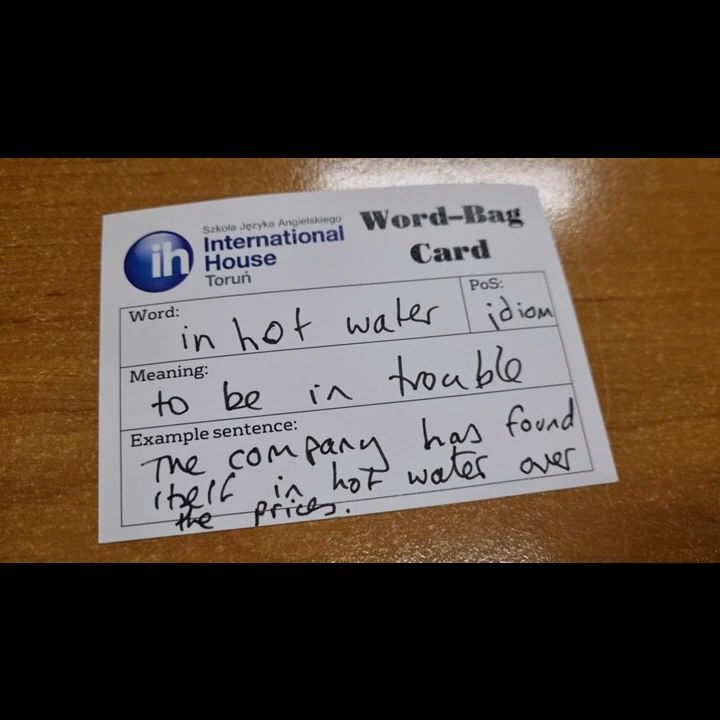 Szkoła Języka Angielskiego
ih International
House
Toruń
Word-Bag
Card
Word:
in hot water
PoS:
idiom
Meaning:
to be in trouble
Example sentence:
The company has found
itself in hot water over
the prices.